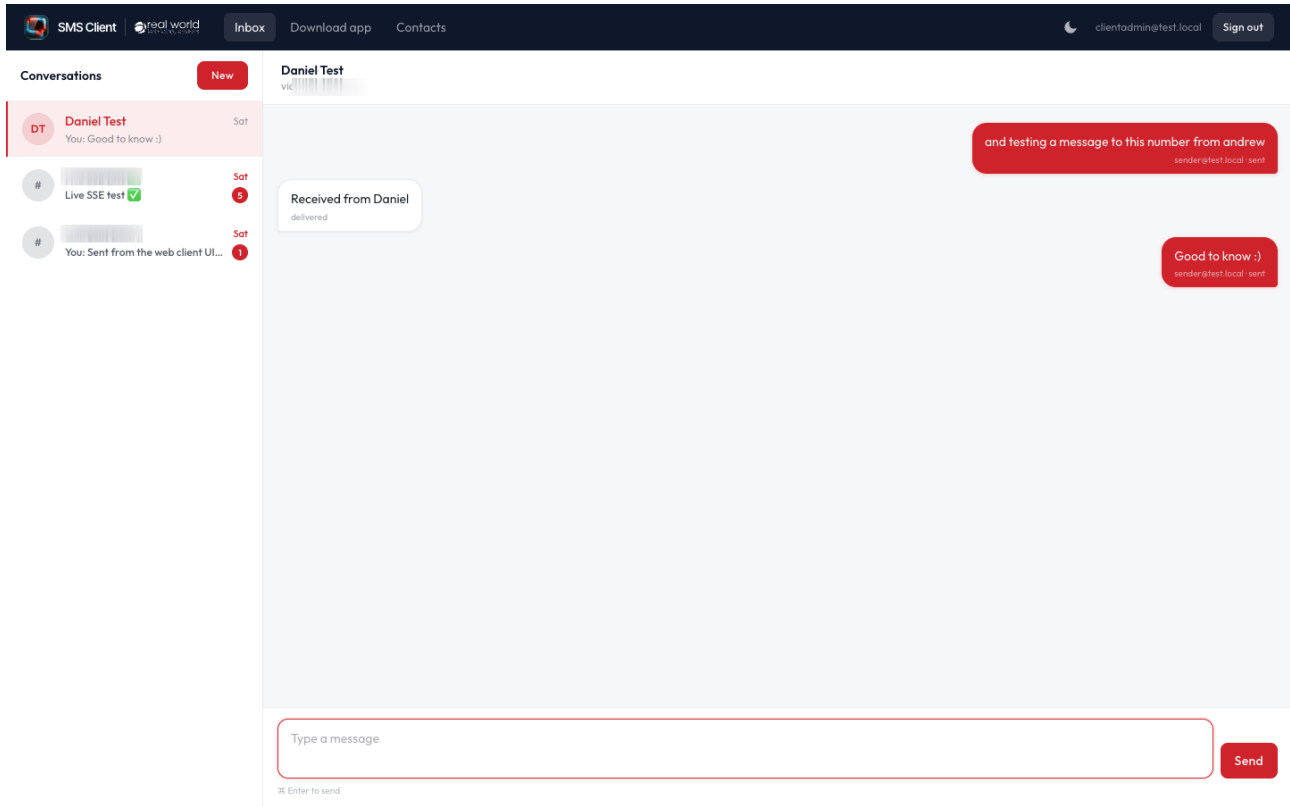 SMS Client
real world
Inbox
Download app
Contacts
clientadmin@test.local
Sign out
Conversations
New
DT
Daniel Test
Sat
You: Good to know :)
#
Sat
Live SSE test ✅
5
#
Sat
You: Sent from the web client UI...
1
Daniel Test
via
and testing a message to this number from andrew
sender@test.local · sent
Received from Daniel
delivered
Good to know :)
sender@test.local · sent
Type a message
Send
⌘ Enter to send